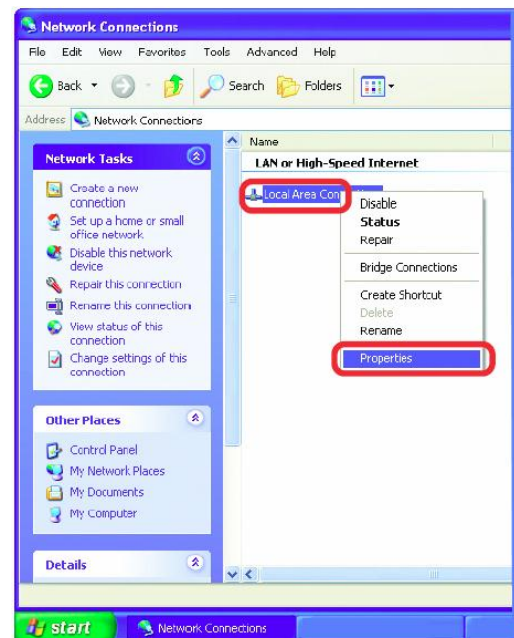 Network Connections
File Edit View Favorites Tools Advanced Help
Back Search Folders
Address Network Connections
Network Tasks
Create a new
connection
Set up a home or small
office network
Disable this network
device
Repair this connection
Rename this connection
View status of this
connection
Change settings of this
connection
Other Places
Control Panel
My Network Places
My Documents
My Computer
Details
Name
LAN or High-Speed Internet
Local Area Con
Disable
Status
Repair
Bridge Connections
Create Shortcut
Delete
Rename
Properties
start Network Connections